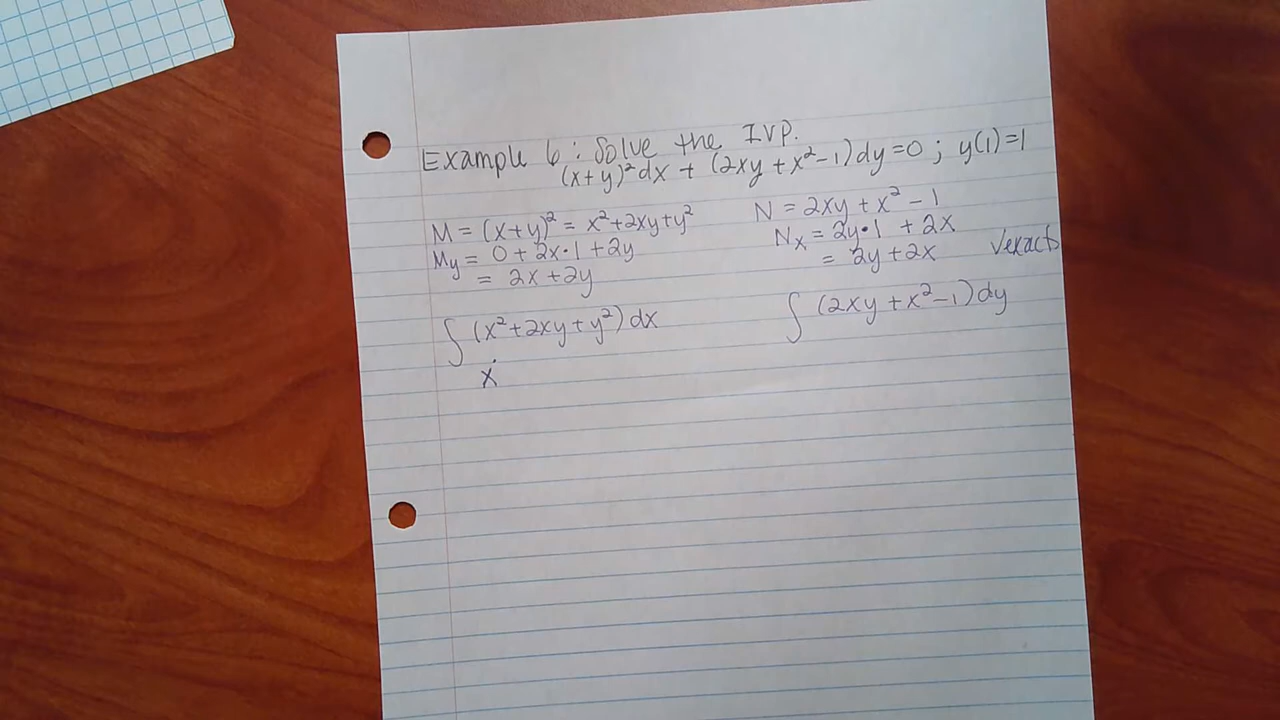 Example 6: Solve the IVP.
(x+y)²dx + (2xy+x²-1)dy=0 ; y(1)=1
M = (x+y)² = x²+2xy+y²
My = 0 + 2x·1 + 2y
= 2x+2y
N = 2xy + x² - 1
Nx = 2y·1 + 2x
= 2y+2x √exact
∫(x²+2xy+y²)dx
∫(2xy+x²-1)dy
x